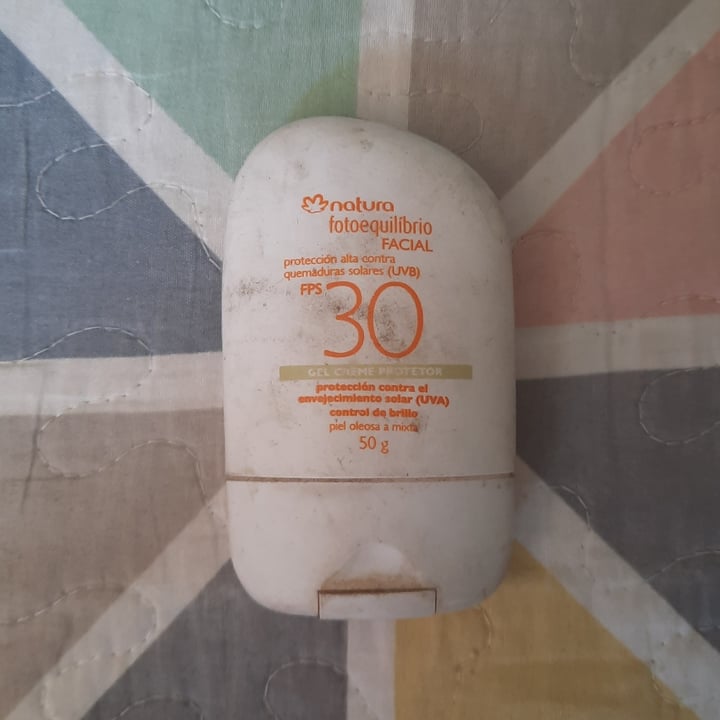 natura
fotoequilíbrio
FACIAL
protección alta contra
quemaduras solares (UVB)
FPS 30
GEL CREME PROTETOR
protección contra el
envejecimiento solar (UVA)
control de brillo
piel oleosa a mixta
50 g